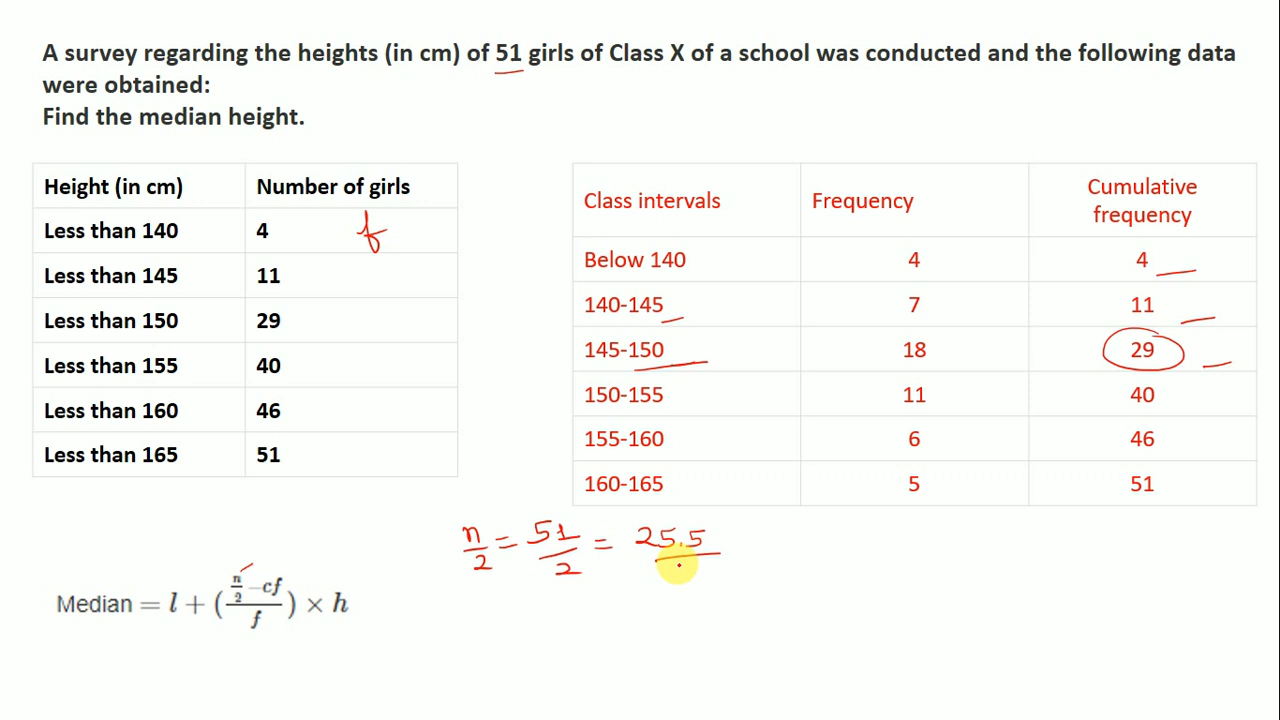 A survey regarding the heights (in cm) of 51 girls of Class X of a school was conducted and the following data
were obtained:
Find the median height.
Height (in cm) Number of girls
Less than 140 4 f
Less than 145 11
Less than 150 29
Less than 155 40
Less than 160 46
Less than 165 51
Class intervals Frequency Cumulative
frequency
Below 140 4 4
140-145 7 11
145-150 18 29
150-155 11 40
155-160 6 46
160-165 5 51
n/2 = 51/2 = 25.5
Median = l + ( (n/2 − cf)/f ) × h